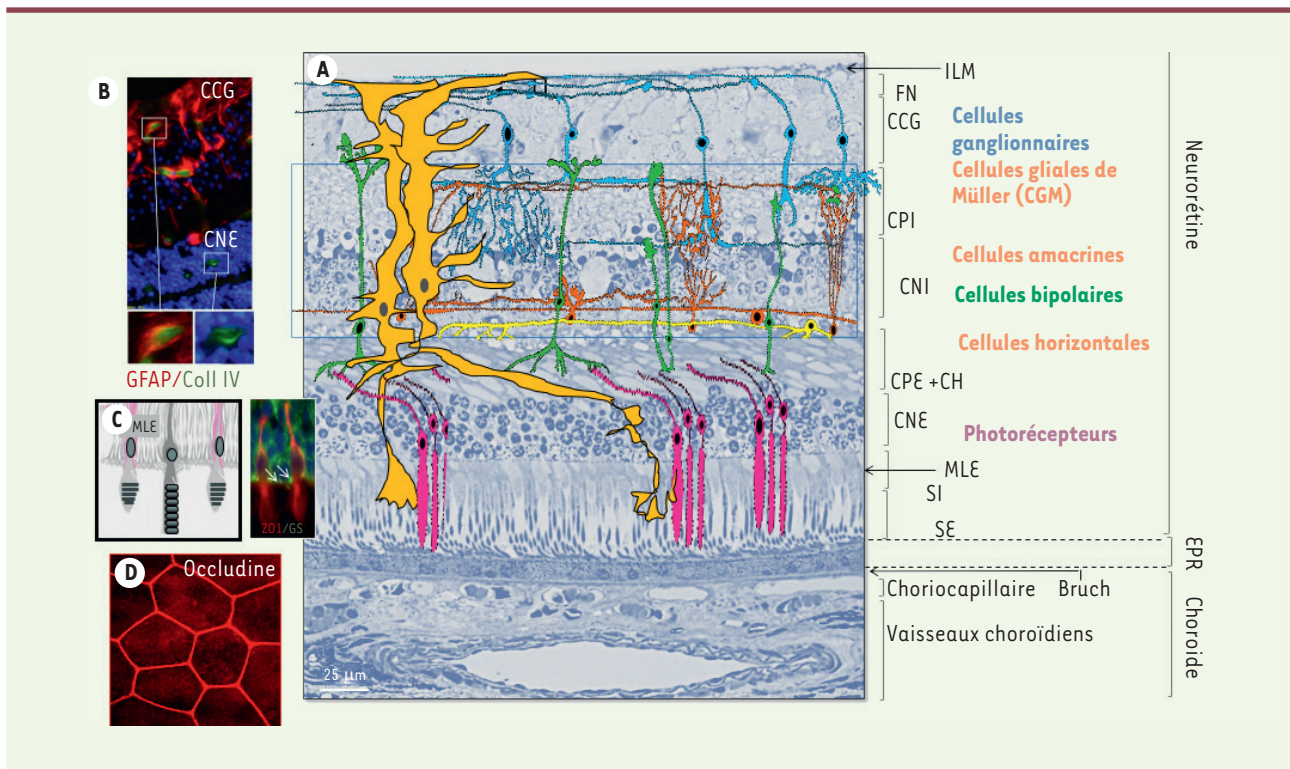 B
CCG
CNE
GFAP/Coll IV
C
MLE
ZO1/GS
D
Occludine
A
25 µm
ILM
FN
CCG
Cellules
ganglionnaires
Cellules gliales de
Müller (CGM)
CPI
Cellules amacrines
CNI
Cellules bipolaires
Cellules horizontales
CPE +CH
CNE
Photorécepteurs
MLE
SI
SE
Choriocapillaire Bruch
Vaisseaux choroïdiens
Neurorétine
EPR
Choroide